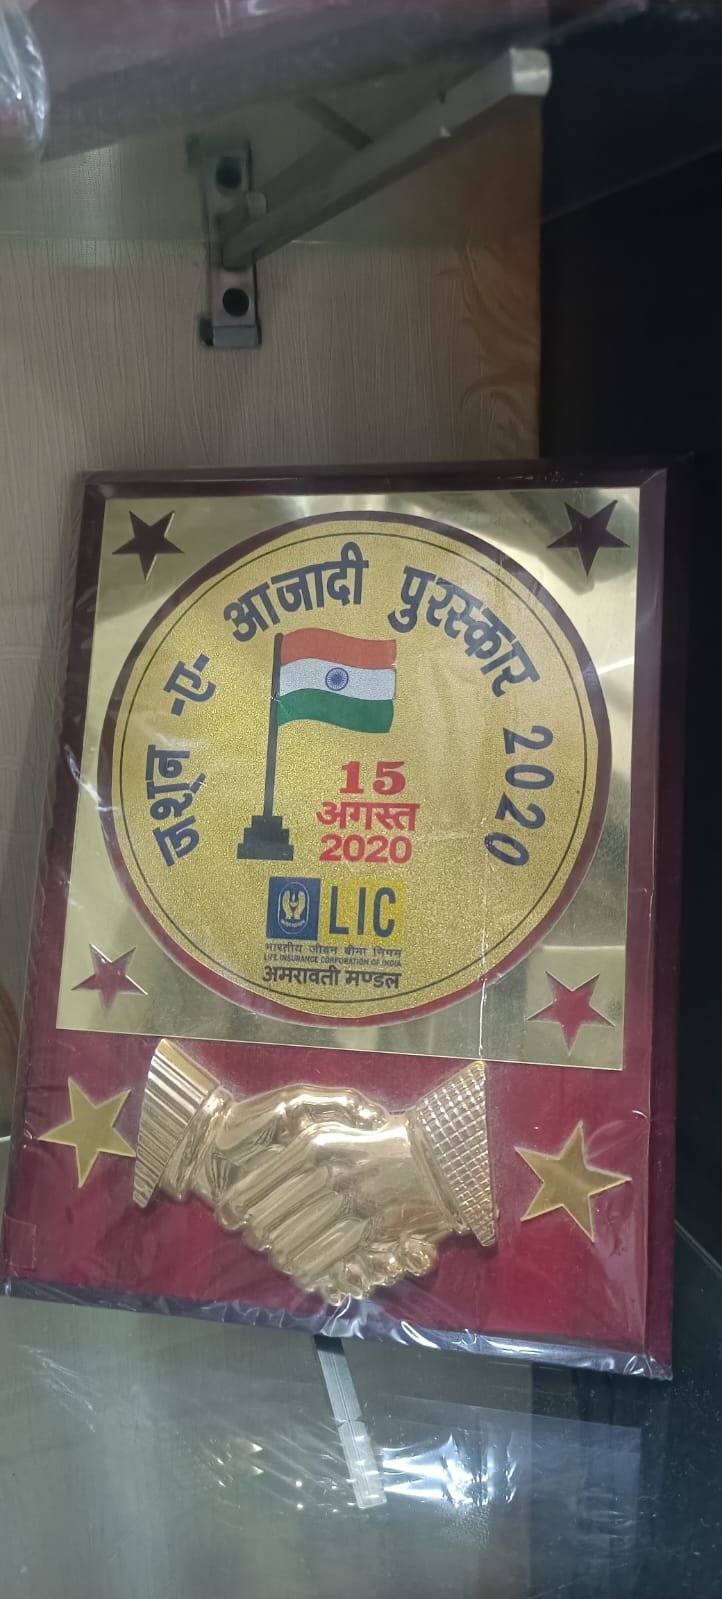 जश्न -ए- आजादी पुरस्कार 2020
15
अगस्त
2020
LIC
भारतीय जीवन बीमा निगम
LIFE INSURANCE CORPORATION OF INDIA
अमरावती मण्डल